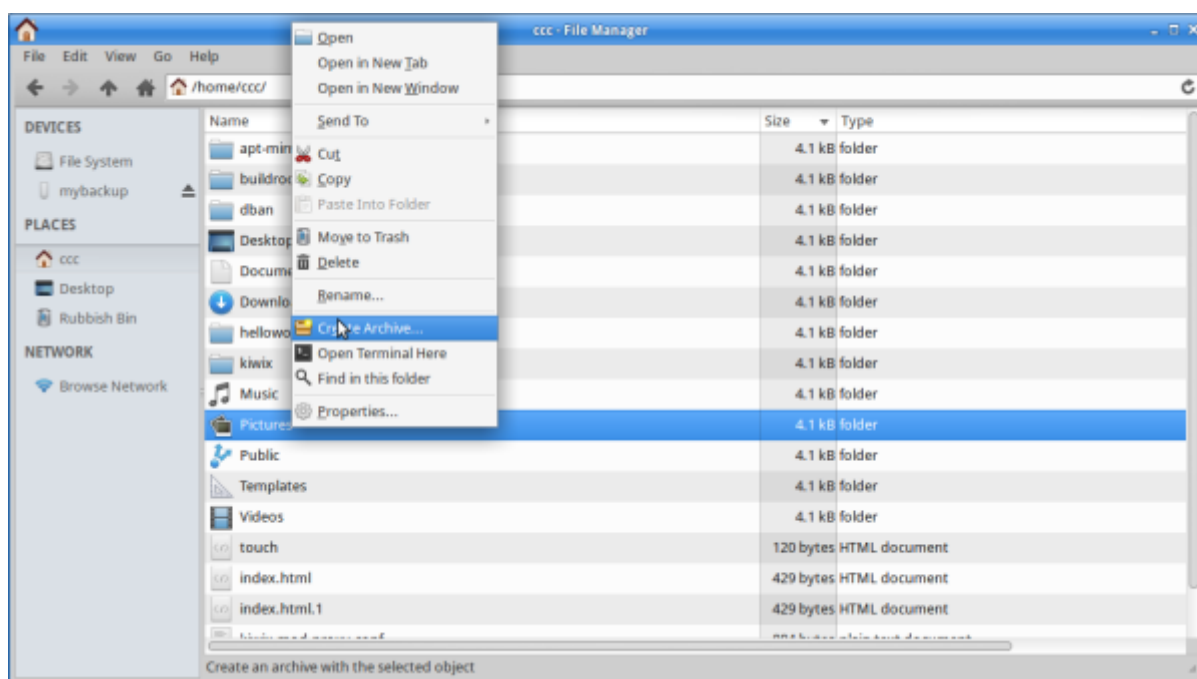 ccc - File Manager
File Edit View Go Help
/home/ccc/
DEVICES
File System
mybackup
PLACES
ccc
Desktop
Rubbish Bin
NETWORK
Browse Network
Open
Open in New Tab
Open in New Window
Send To
Cut
Copy
Paste Into Folder
Move to Trash
Delete
Rename...
Create Archive...
Open Terminal Here
Find in this folder
Properties...
Name Size Type
apt-min 4.1 kB folder
buildroo 4.1 kB folder
dban 4.1 kB folder
Desktop 4.1 kB folder
Docume 4.1 kB folder
Downlo 4.1 kB folder
hellowo 4.1 kB folder
kiwix 4.1 kB folder
Music 4.1 kB folder
Pictures 4.1 kB folder
Public 4.1 kB folder
Templates 4.1 kB folder
Videos 4.1 kB folder
touch 120 bytes HTML document
index.html 429 bytes HTML document
index.html.1 429 bytes HTML document
Create an archive with the selected object